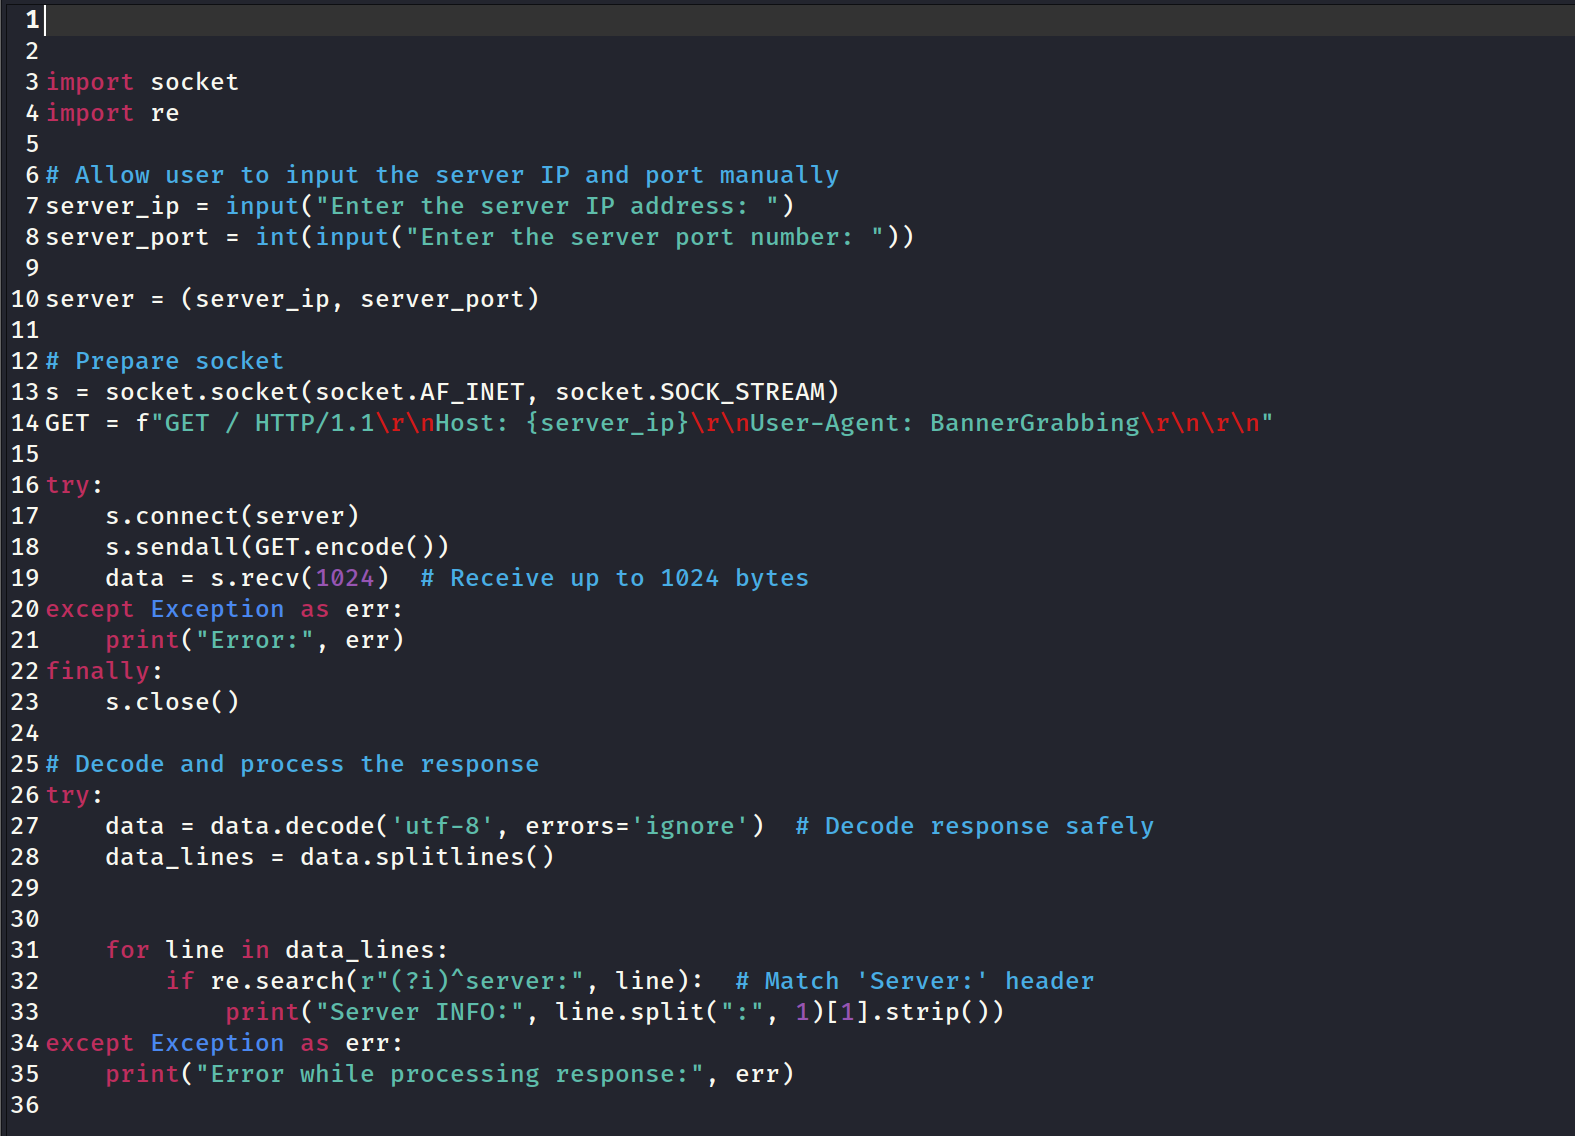 1
2
3 import socket
4 import re
5
6 # Allow user to input the server IP and port manually
7 server_ip = input("Enter the server IP address: ")
8 server_port = int(input("Enter the server port number: "))
9
10 server = (server_ip, server_port)
11
12 # Prepare socket
13 s = socket.socket(socket.AF_INET, socket.SOCK_STREAM)
14 GET = f"GET / HTTP/1.1\r\nHost: {server_ip}\r\nUser-Agent: BannerGrabbing\r\n\r\n"
15
16 try:
17     s.connect(server)
18     s.sendall(GET.encode())
19     data = s.recv(1024)  # Receive up to 1024 bytes
20 except Exception as err:
21     print("Error:", err)
22 finally:
23     s.close()
24
25 # Decode and process the response
26 try:
27     data = data.decode('utf-8', errors='ignore')  # Decode response safely
28     data_lines = data.splitlines()
29
30
31     for line in data_lines:
32         if re.search(r"(?i)^server:", line):  # Match 'Server:' header
33             print("Server INFO:", line.split(":", 1)[1].strip())
34 except Exception as err:
35     print("Error while processing response:", err)
36